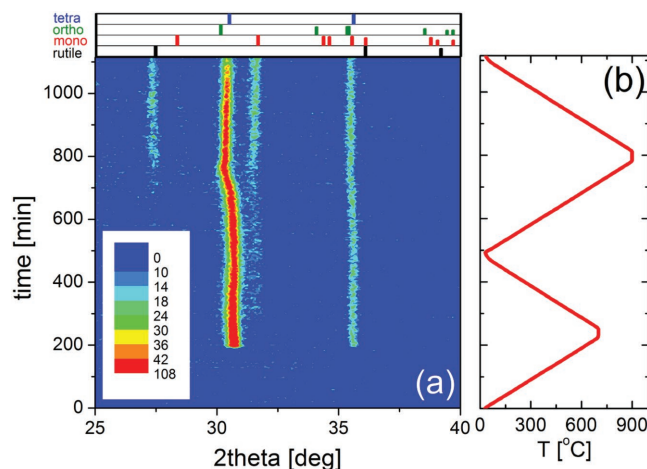 tetra
ortho
mono
rutile
(b)
1000
800
600
400
200
0
time [min]
0
10
14
18
24
30
36
42
108
(a)
25
30
35
40
2theta [deg]
0
300
600
900
T [°C]